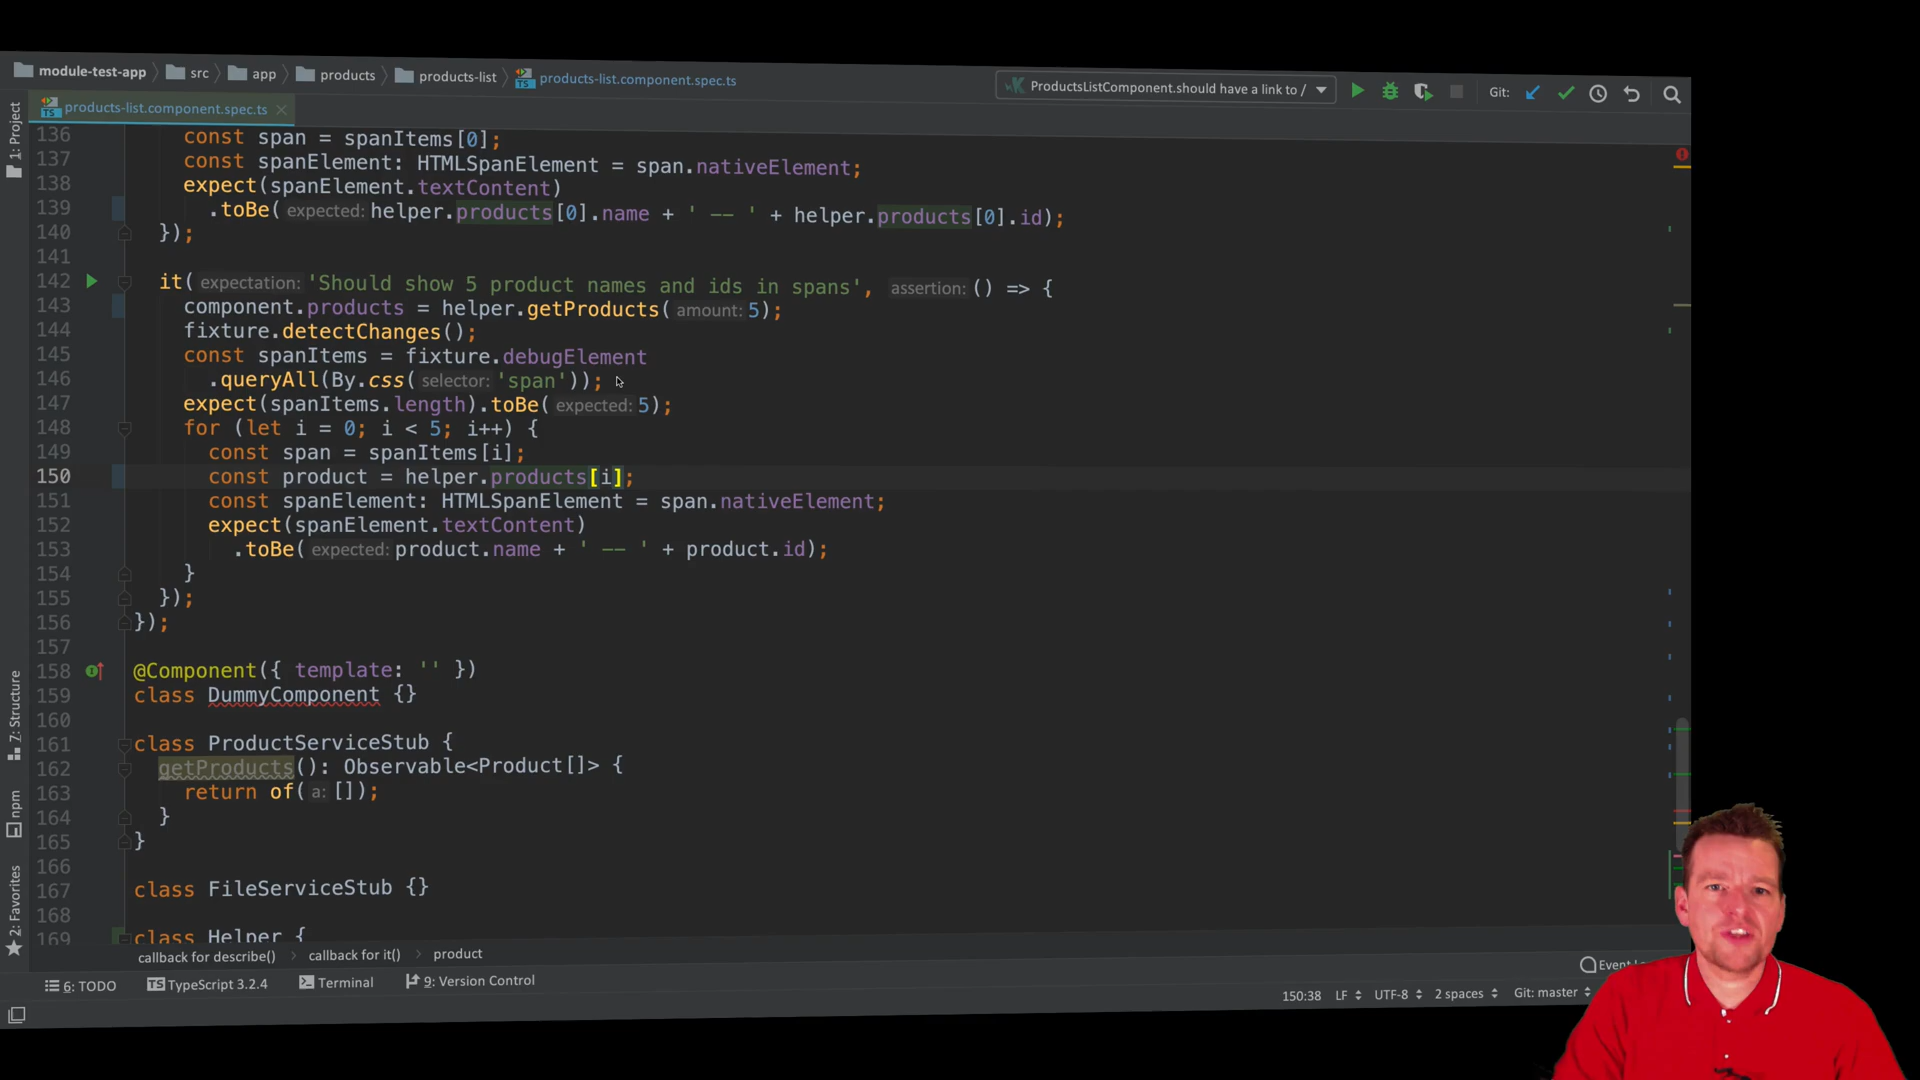 module-test-app src app products products-list products-list.component.spec.ts ProductsListComponent.should have a link to / Git:
products-list.component.spec.ts
1: Project
7: Structure
npm
2: Favorites
136 const span = spanItems[0];
137 const spanElement: HTMLSpanElement = span.nativeElement;
138 expect(spanElement.textContent)
139 .toBe( expected: helper.products[0].name + ' -- ' + helper.products[0].id);
140 });
141
142 it( expectation: 'Should show 5 product names and ids in spans', assertion: () => {
143 component.products = helper.getProducts( amount: 5);
144 fixture.detectChanges();
145 const spanItems = fixture.debugElement
146 .queryAll(By.css( selector: 'span'));
147 expect(spanItems.length).toBe( expected: 5);
148 for (let i = 0; i < 5; i++) {
149 const span = spanItems[i];
150 const product = helper.products[i];
151 const spanElement: HTMLSpanElement = span.nativeElement;
152 expect(spanElement.textContent)
153 .toBe( expected: product.name + ' -- ' + product.id);
154 }
155 });
156 });
157
158 @Component({ template: '' })
159 class DummyComponent {}
160
161 class ProductServiceStub {
162 getProducts(): Observable<Product[]> {
163 return of( a: []);
164 }
165 }
166
167 class FileServiceStub {}
168
169 class Helper {
callback for describe() callback for it() product
6: TODO TypeScript 3.2.4 Terminal 9: Version Control Event
150:38 LF UTF-8 2 spaces Git: master